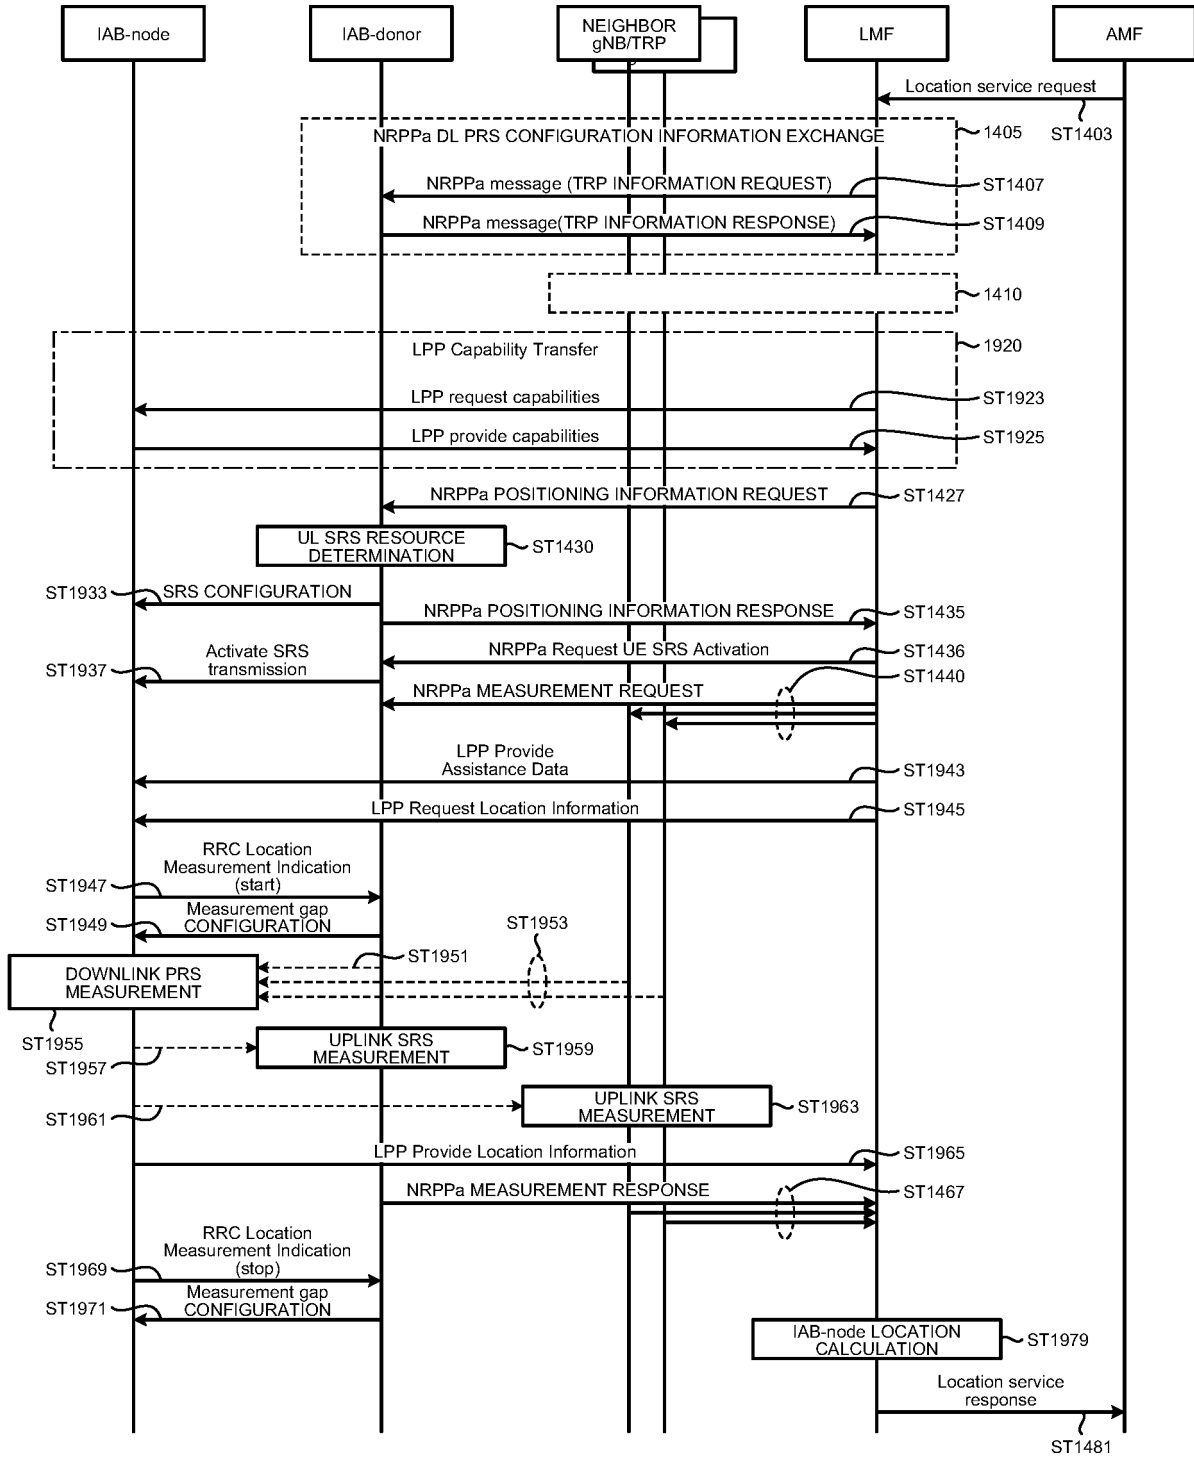 IAB-node
IAB-donor
NEIGHBOR
gNB/TRP
LMF
AMF
Location service request
ST1403
NRPPa DL PRS CONFIGURATION INFORMATION EXCHANGE
1405
NRPPa message (TRP INFORMATION REQUEST)
ST1407
NRPPa message(TRP INFORMATION RESPONSE)
ST1409
1410
LPP Capability Transfer
1920
LPP request capabilities
ST1923
LPP provide capabilities
ST1925
NRPPa POSITIONING INFORMATION REQUEST
ST1427
UL SRS RESOURCE
DETERMINATION
ST1430
ST1933
SRS CONFIGURATION
NRPPa POSITIONING INFORMATION RESPONSE
ST1435
NRPPa Request UE SRS Activation
ST1436
ST1937
Activate SRS
transmission
NRPPa MEASUREMENT REQUEST
ST1440
LPP Provide
Assistance Data
ST1943
LPP Request Location Information
ST1945
RRC Location
Measurement Indication
(start)
ST1947
Measurement gap
CONFIGURATION
ST1949
ST1953
ST1951
DOWNLINK PRS
MEASUREMENT
ST1955
UPLINK SRS
MEASUREMENT
ST1959
ST1957
UPLINK SRS
MEASUREMENT
ST1963
ST1961
LPP Provide Location Information
ST1965
NRPPa MEASUREMENT RESPONSE
ST1467
RRC Location
Measurement Indication
(stop)
ST1969
Measurement gap
CONFIGURATION
ST1971
IAB-node LOCATION
CALCULATION
ST1979
Location service
response
ST1481